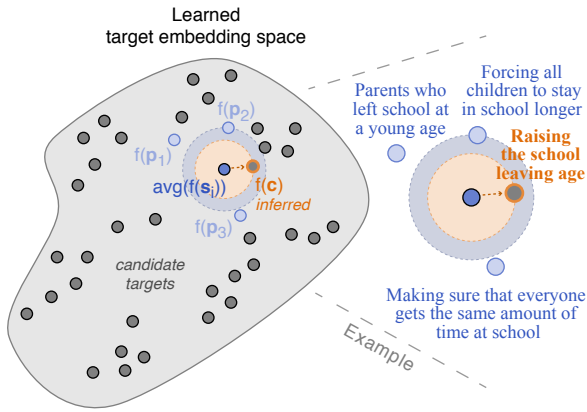 Learned
target embedding space
f(p₂)
f(p₁)
avg(f(sᵢ))
f(c)
inferred
f(p₃)
candidate
targets
Parents who
left school at
a young age
Forcing all
children to stay
in school longer
Raising
the school
leaving age
Making sure that everyone
gets the same amount of
time at school
Example